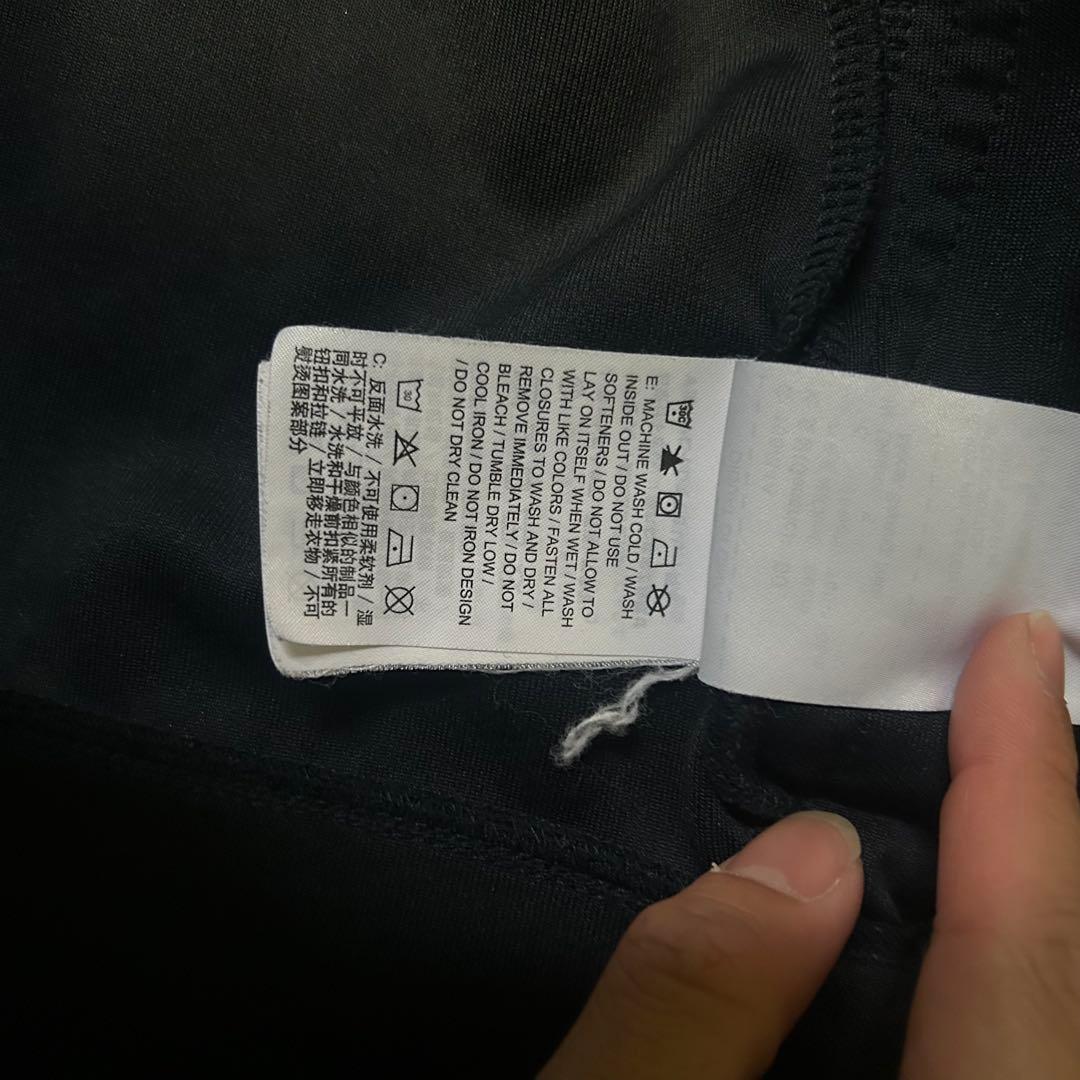 30°
E: MACHINE WASH COLD / WASH
INSIDE OUT / DO NOT USE
SOFTENERS / DO NOT ALLOW TO
LAY ON ITSELF WHEN WET / WASH
WITH LIKE COLORS / FASTEN ALL
CLOSURES TO WASH AND DRY /
REMOVE IMMEDIATELY / DO NOT
BLEACH / TUMBLE DRY LOW /
COOL IRON / DO NOT IRON DESIGN
/ DO NOT DRY CLEAN
30
C: 反面水洗 / 不可使用柔软剂 / 湿
时不可平放 / 与颜色相似的制品一
同水洗 / 水洗和干燥前扣紧所有的
钮扣和拉链 / 立即移走衣物 / 不可
熨烫图案部分